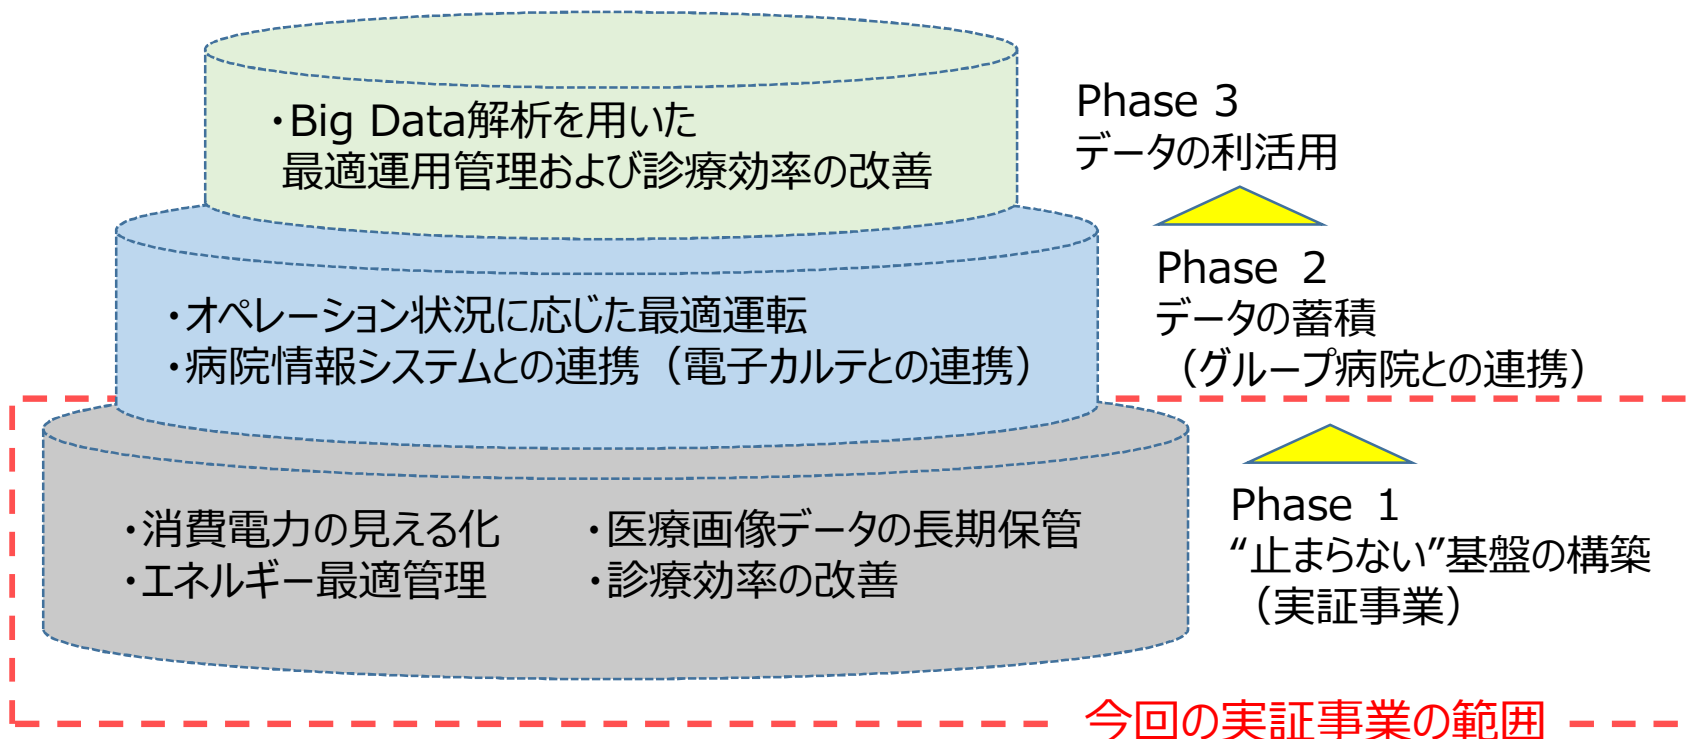 ・Big Data解析を用いた
最適運用管理および診療効率の改善
Phase 3
データの利活用
・オペレーション状況に応じた最適運転
・病院情報システムとの連携（電子カルテとの連携）
Phase 2
データの蓄積
（グループ病院との連携）
・消費電力の見える化
・エネルギー最適管理
・医療画像データの長期保管
・診療効率の改善
Phase 1
“止まらない”基盤の構築
（実証事業）
今回の実証事業の範囲